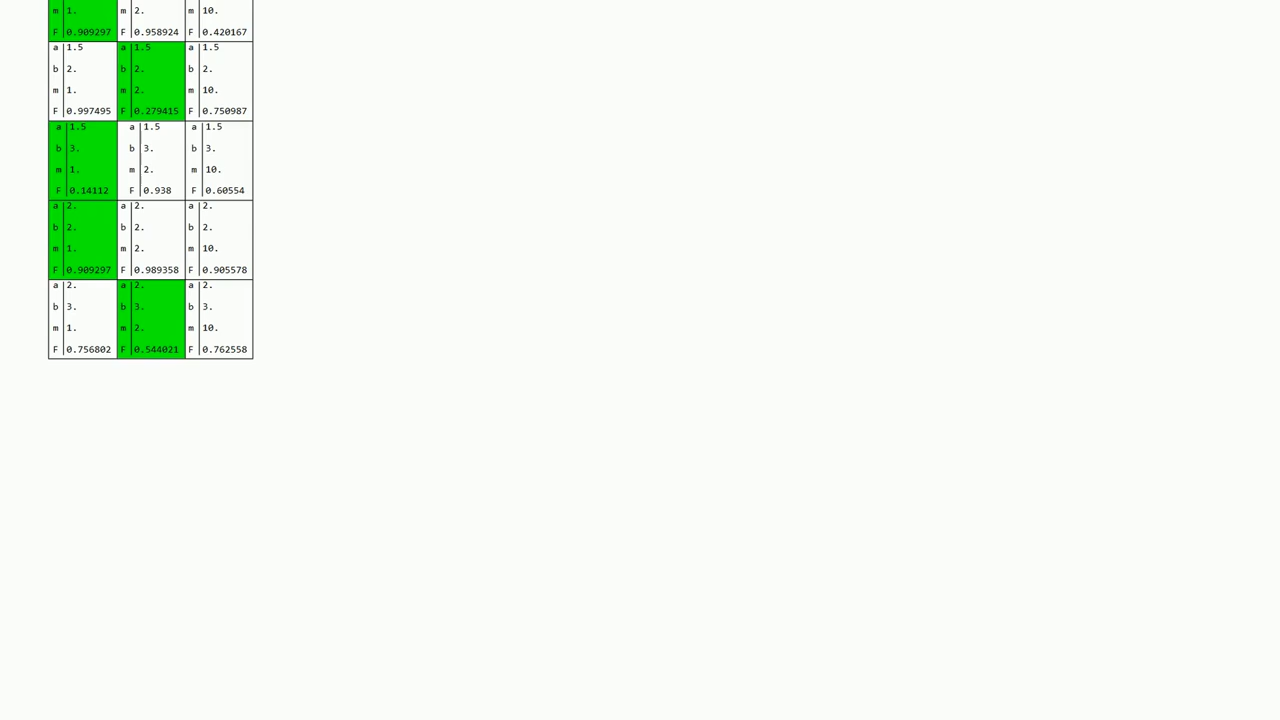 m 1. m 2. m 10.
F 0.909297 F 0.958924 F 0.420167
a 1.5 a 1.5 a 1.5
b 2. b 2. b 2.
m 1. m 2. m 10.
F 0.997495 F 0.279415 F 0.750987
a 1.5 a 1.5 a 1.5
b 3. b 3. b 3.
m 1. m 2. m 10.
F 0.14112 F 0.938 F 0.60554
a 2. a 2. a 2.
b 2. b 2. b 2.
m 1. m 2. m 10.
F 0.909297 F 0.989358 F 0.905578
a 2. a 2. a 2.
b 3. b 3. b 3.
m 1. m 2. m 10.
F 0.756802 F 0.544021 F 0.762558